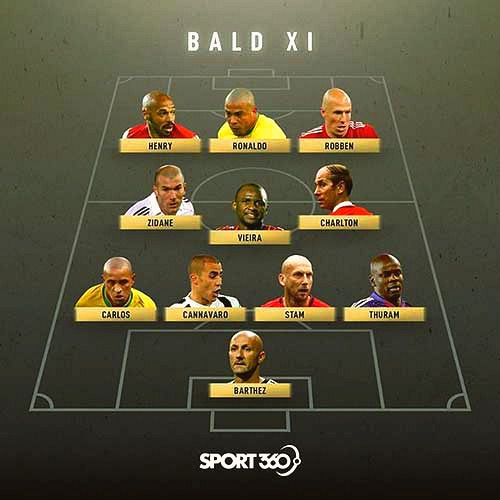 BALD XI
HENRY
RONALDO
ROBBEN
ZIDANE
VIEIRA
CHARLTON
CARLOS
CANNAVARO
STAM
THURAM
BARTHEZ
SPORT360